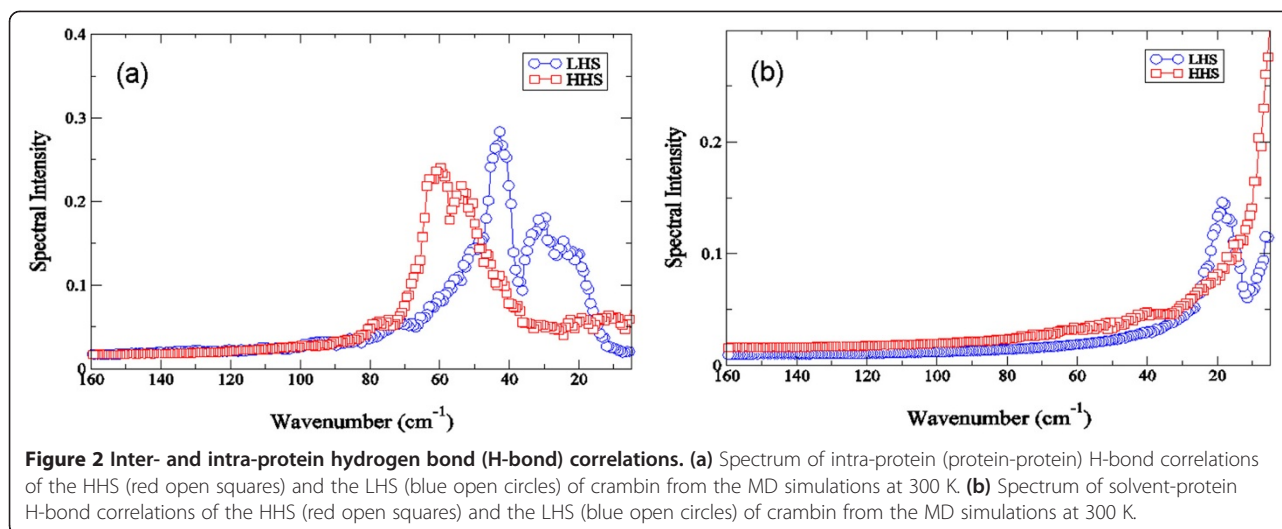 0.4
0.3
0.2
0.1
0
Spectral Intensity
(a)
LHS
HHS
160 140 120 100 80 60 40 20
Wavenumber (cm⁻¹)
0.2
0.1
0
Spectral Intensity
(b)
LHS
HHS
160 140 120 100 80 60 40 20
Wavenumber (cm⁻¹)
Figure 2 Inter- and intra-protein hydrogen bond (H-bond) correlations. (a) Spectrum of intra-protein (protein-protein) H-bond correlations
of the HHS (red open squares) and the LHS (blue open circles) of crambin from the MD simulations at 300 K. (b) Spectrum of solvent-protein
H-bond correlations of the HHS (red open squares) and the LHS (blue open circles) of crambin from the MD simulations at 300 K.